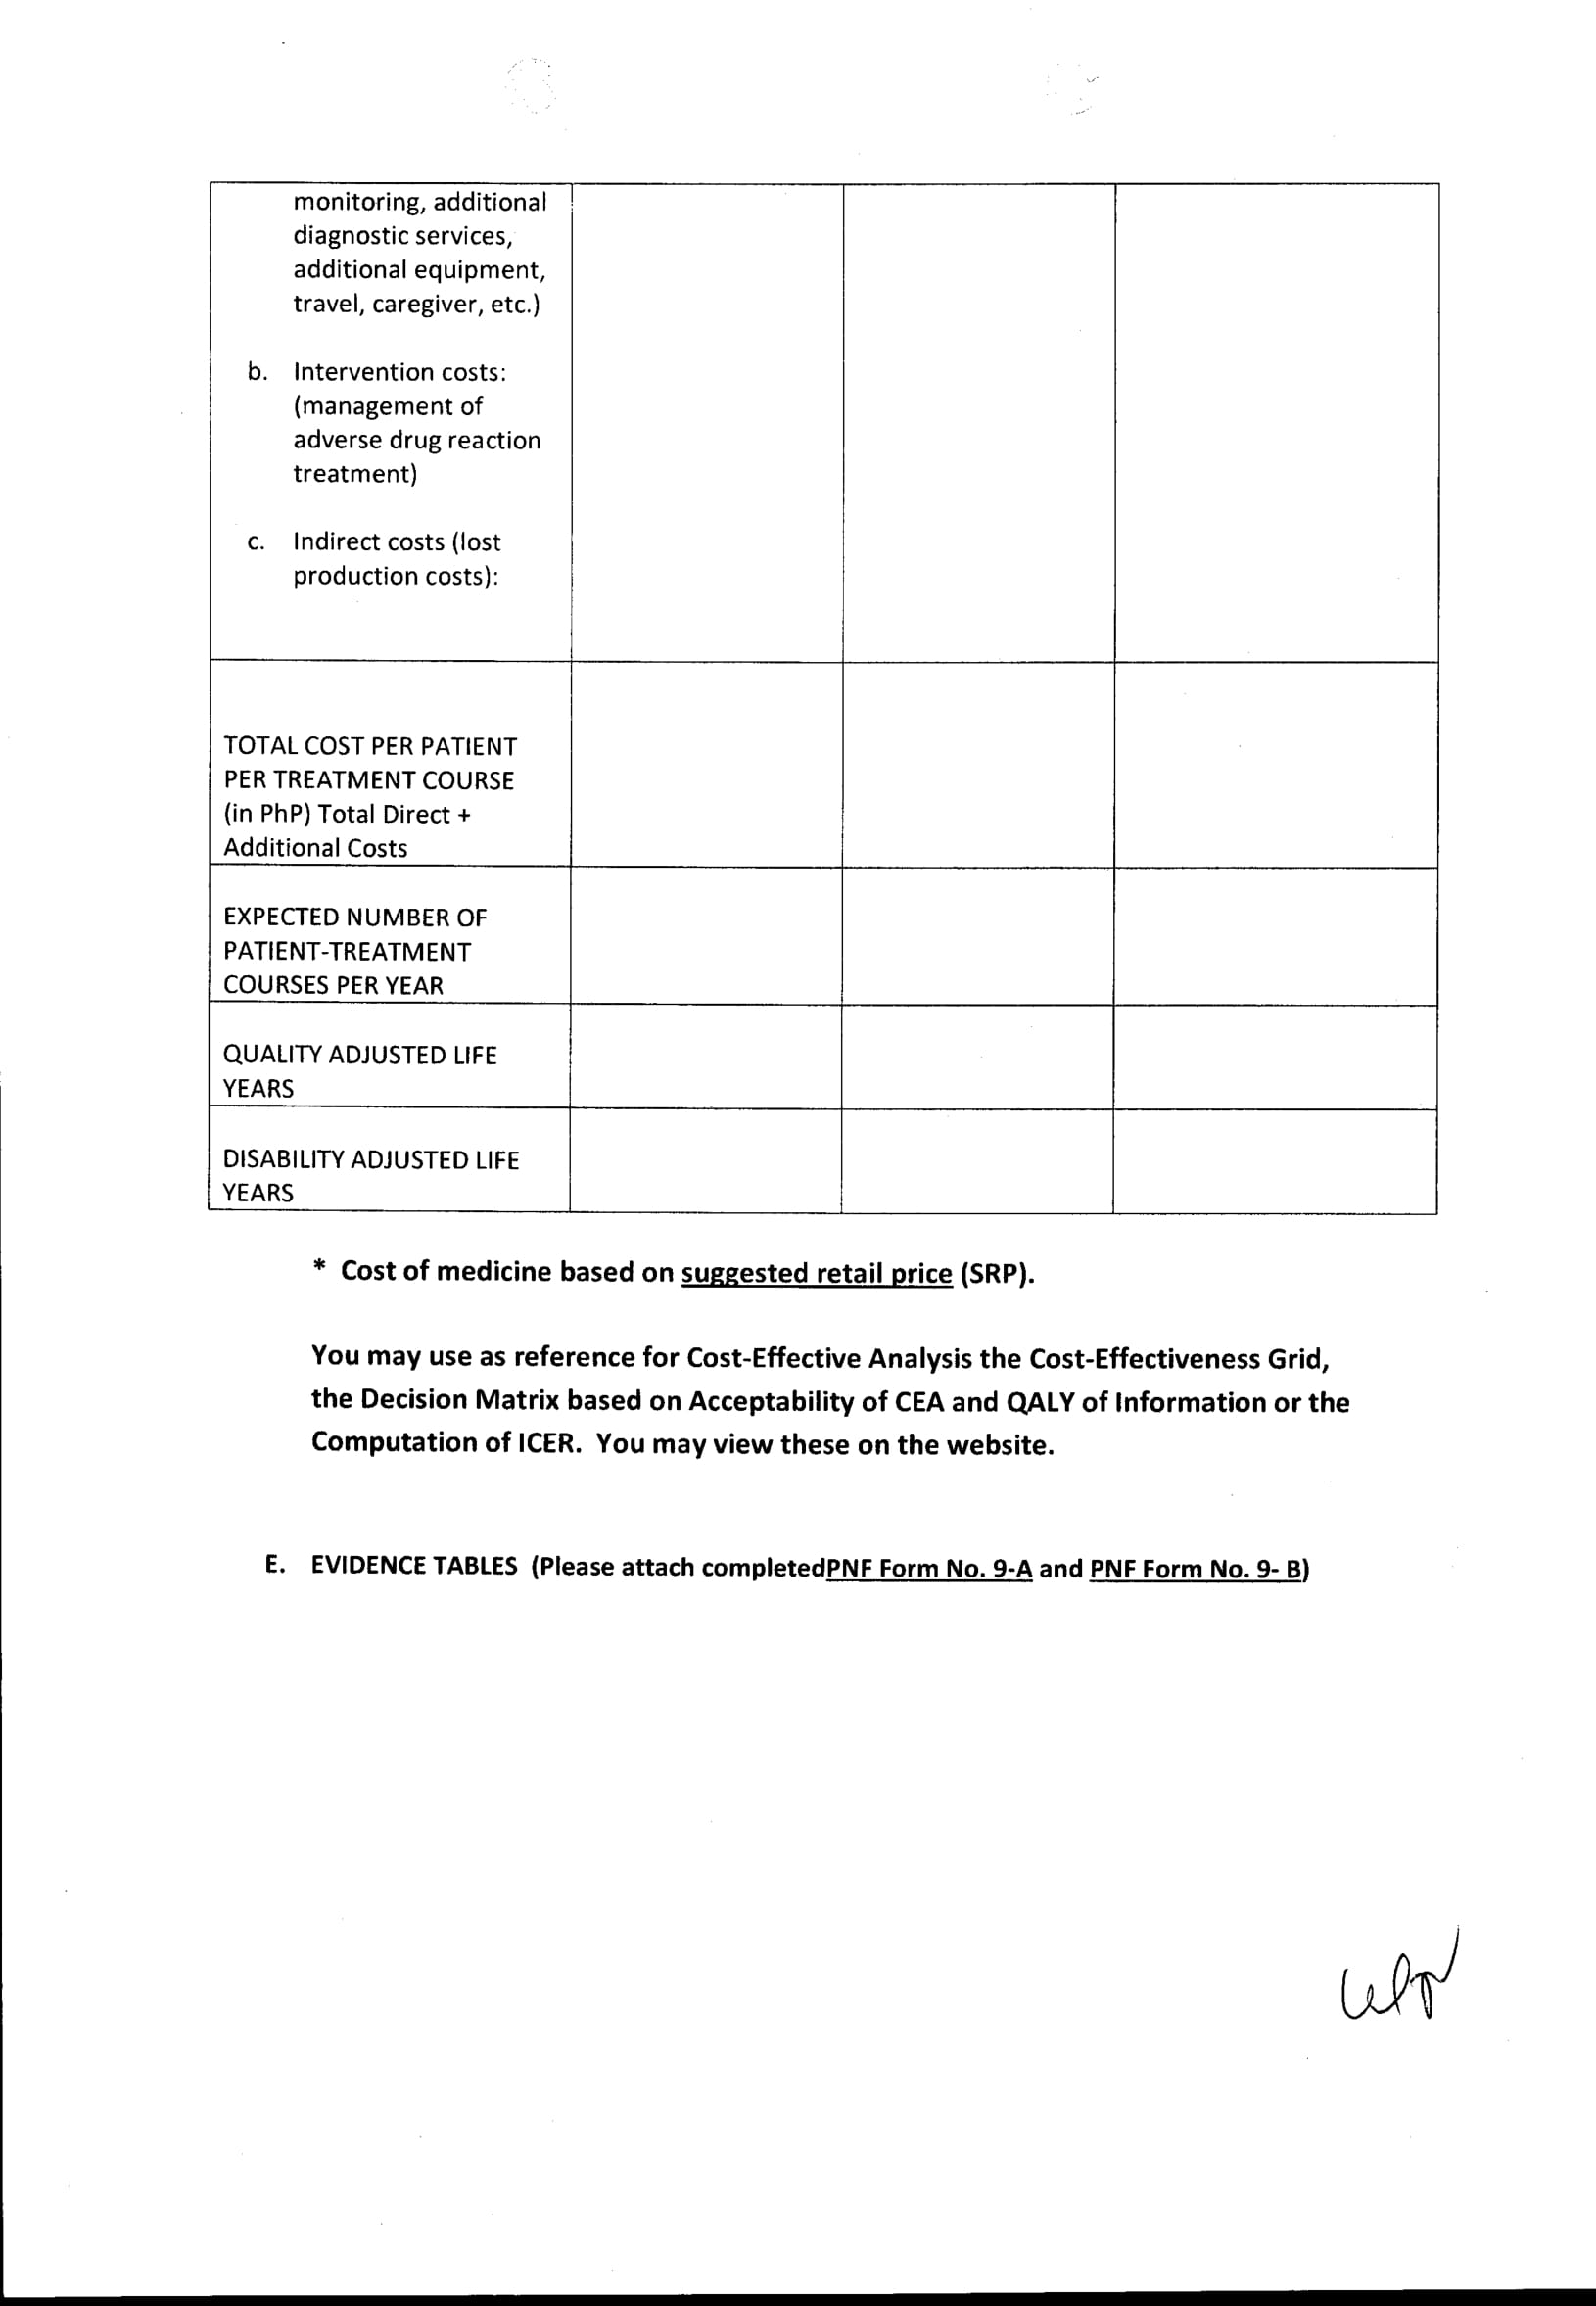 monitoring, additional
diagnostic services,
additional equipment,
travel, caregiver, etc.)
b. Intervention costs:
(management of
adverse drug reaction
treatment)
c. Indirect costs (lost
production costs):
TOTAL COST PER PATIENT
PER TREATMENT COURSE
(in PhP) Total Direct +
Additional Costs
EXPECTED NUMBER OF
PATIENT-TREATMENT
COURSES PER YEAR
QUALITY ADJUSTED LIFE
YEARS
DISABILITY ADJUSTED LIFE
YEARS
* Cost of medicine based on suggested retail price (SRP).
You may use as reference for Cost-Effective Analysis the Cost-Effectiveness Grid,
the Decision Matrix based on Acceptability of CEA and QALY of Information or the
Computation of ICER. You may view these on the website.
E. EVIDENCE TABLES (Please attach completedPNF Form No. 9-A and PNF Form No. 9- B)